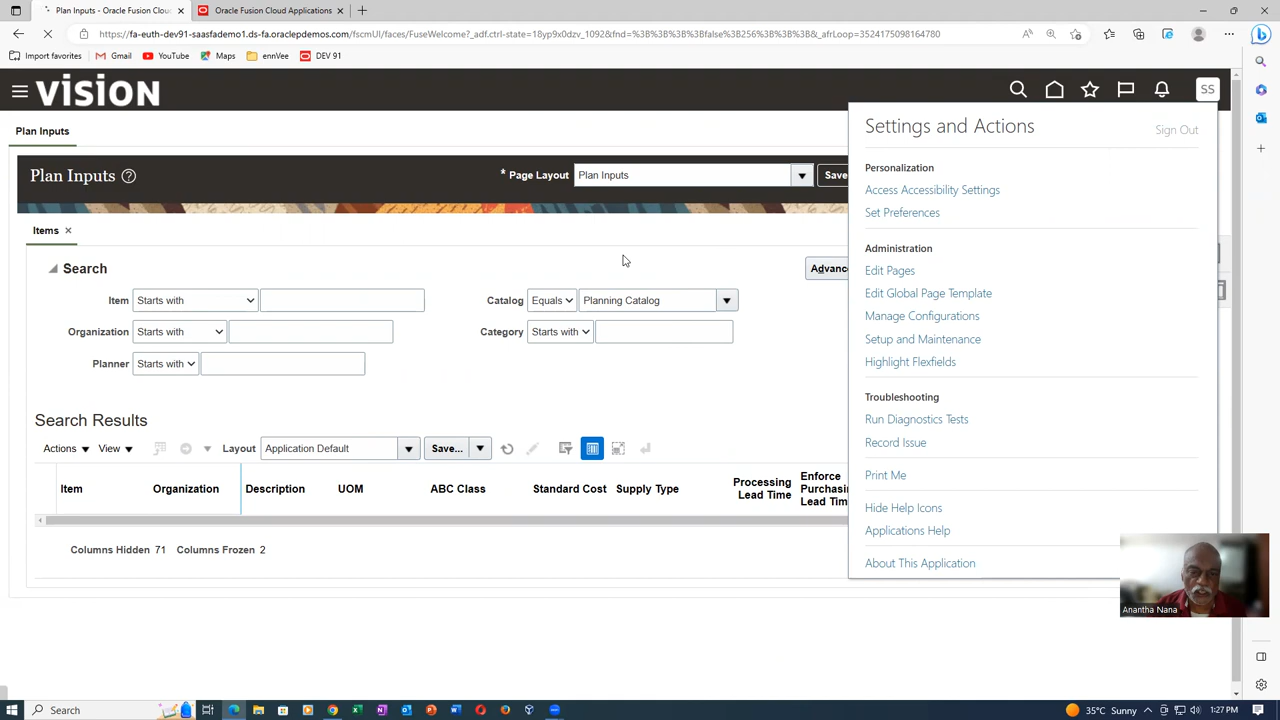 Plan Inputs - Oracle Fusion Clou
Oracle Fusion Cloud Applications
https://fa-euth-dev91-saasfademo1.ds-fa.oraclepdemos.com/fscmUI/faces/FuseWelcome?_adf.ctrl-state=18yp9x0dzv_1092&fnd=%3B%3B%3B%3Bfalse%3B256%3B%3B%3B&_afrLoop=3524175098164780
Import favorites Gmail YouTube Maps ennVee DEV 91
vision
SS
Plan Inputs
Settings and Actions
Sign Out
Personalization
Access Accessibility Settings
Set Preferences
Administration
Edit Pages
Edit Global Page Template
Manage Configurations
Setup and Maintenance
Highlight Flexfields
Troubleshooting
Run Diagnostics Tests
Record Issue
Print Me
Hide Help Icons
Applications Help
About This Application
Plan Inputs ?
* Page Layout Plan Inputs Save
Items ×
Search
Advanc
Item Starts with
Catalog Equals Planning Catalog
Organization Starts with
Category Starts with
Planner Starts with
Search Results
Actions View Layout Application Default Save...
Item Organization Description UOM ABC Class Standard Cost Supply Type Processing Lead Time Enforce Purchasin Lead Tim
Columns Hidden 71 Columns Frozen 2
Anantha Nana
Search
35°C Sunny
1:27 PM